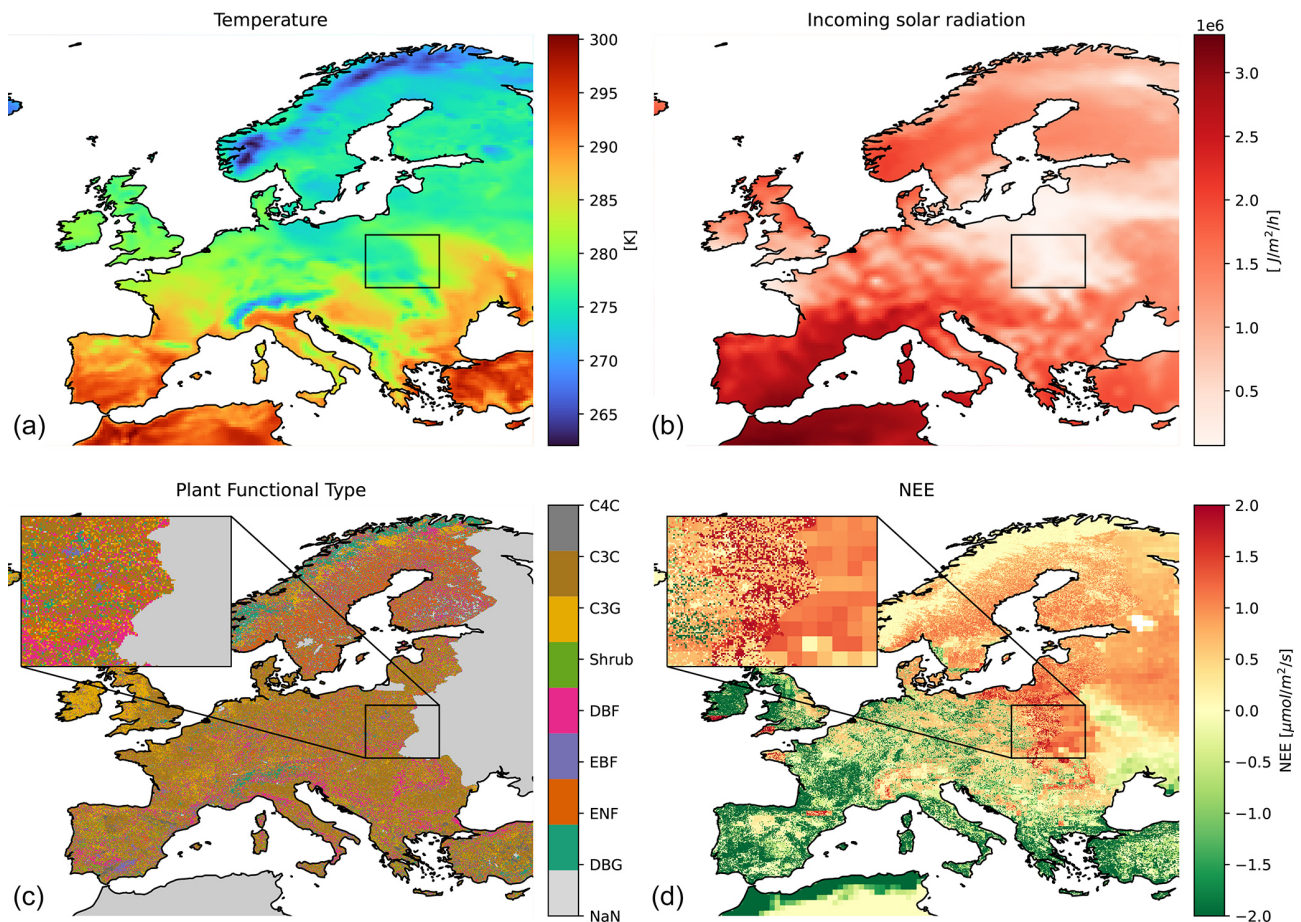 Temperature
300
295
290
285
280
275
270
265
[K]
(a)
Incoming solar radiation
1e6
3.0
2.5
2.0
1.5
1.0
0.5
[ J/m²/h]
(b)
Plant Functional Type
C4C
C3C
C3G
Shrub
DBF
EBF
ENF
DBG
NaN
(c)
NEE
2.0
1.5
1.0
0.5
0.0
−0.5
−1.0
−1.5
−2.0
NEE [μmol/m²/s]
(d)